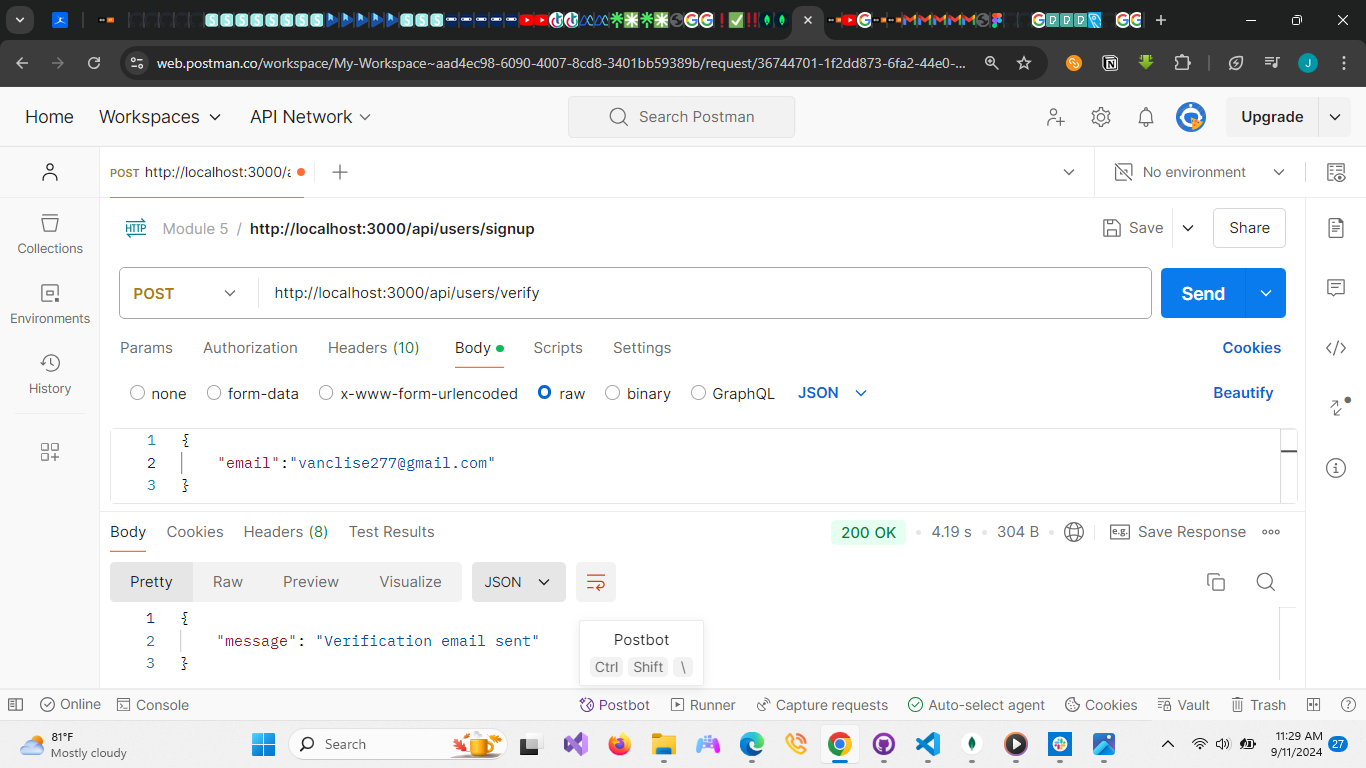 web.postman.co/workspace/My-Workspace~aad4ec98-6090-4007-8cd8-3401bb59389b/request/36744701-1f2dd873-6fa2-44e0-...
J
Home
Workspaces
API Network
Search Postman
Upgrade
POST http://localhost:3000/a
No environment
HTTP
Module 5 / http://localhost:3000/api/users/signup
Save
Share
Collections
Environments
History
POST
http://localhost:3000/api/users/verify
Send
Params
Authorization
Headers (10)
Body
Scripts
Settings
Cookies
none
form-data
x-www-form-urlencoded
raw
binary
GraphQL
JSON
Beautify
1 {
2 "email":"vanclise277@gmail.com"
3 }
Body
Cookies
Headers (8)
Test Results
200 OK
4.19 s
304 B
e.g.
Save Response
Pretty
Raw
Preview
Visualize
JSON
1 {
2 "message": "Verification email sent"
3 }
Postbot
Ctrl Shift \
Online
Console
Postbot
Runner
Capture requests
Auto-select agent
Cookies
Vault
Trash
81°F
Mostly cloudy
Search
11:29 AM
9/11/2024
27